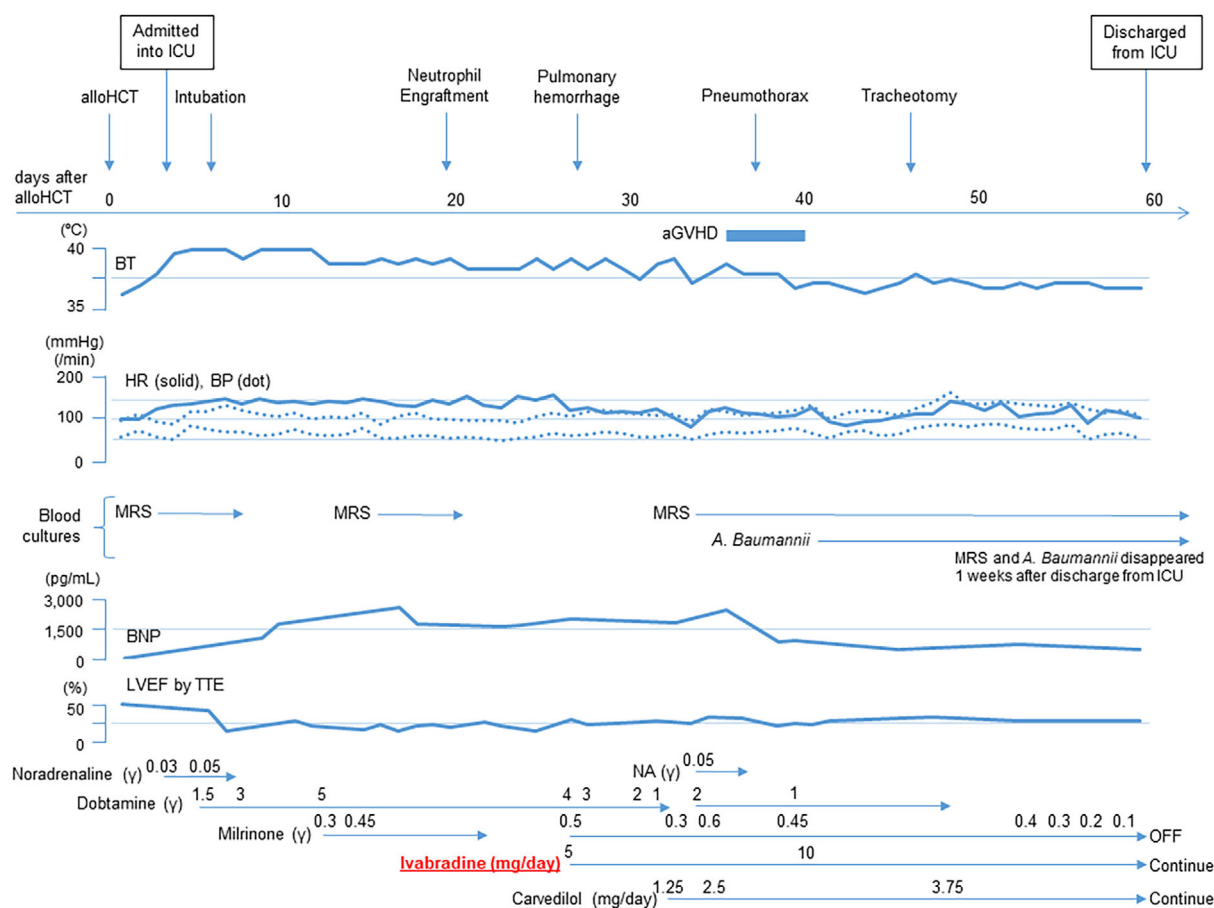 Admitted
into ICU
Discharged
from ICU
alloHCT
Intubation
Neutrophil
Engraftment
Pulmonary
hemorrhage
Pneumothorax
Tracheotomy
days after
alloHCT
0 10 20 30 40 50 60
(°C)
aGVHD
40
BT
35
(mmHg)
(/min)
200
HR (solid), BP (dot)
100
0
Blood
cultures
MRS MRS MRS
A. Baumannii
MRS and A. Baumannii disappeared
1 weeks after discharge from ICU
(pg/mL)
3,000
1,500
BNP
0
(%)
LVEF by TTE
50
25
0
Noradrenaline (γ) 0.03 0.05 NA (γ) 0.05
Dobtamine (γ) 1.5 3 5 4 3 2 1 2 1
Milrinone (γ) 0.3 0.45 0.5 0.3 0.6 0.45 0.4 0.3 0.2 0.1 OFF
Ivabradine (mg/day) 5 10 Continue
Carvedilol (mg/day) 1.25 2.5 3.75 Continue